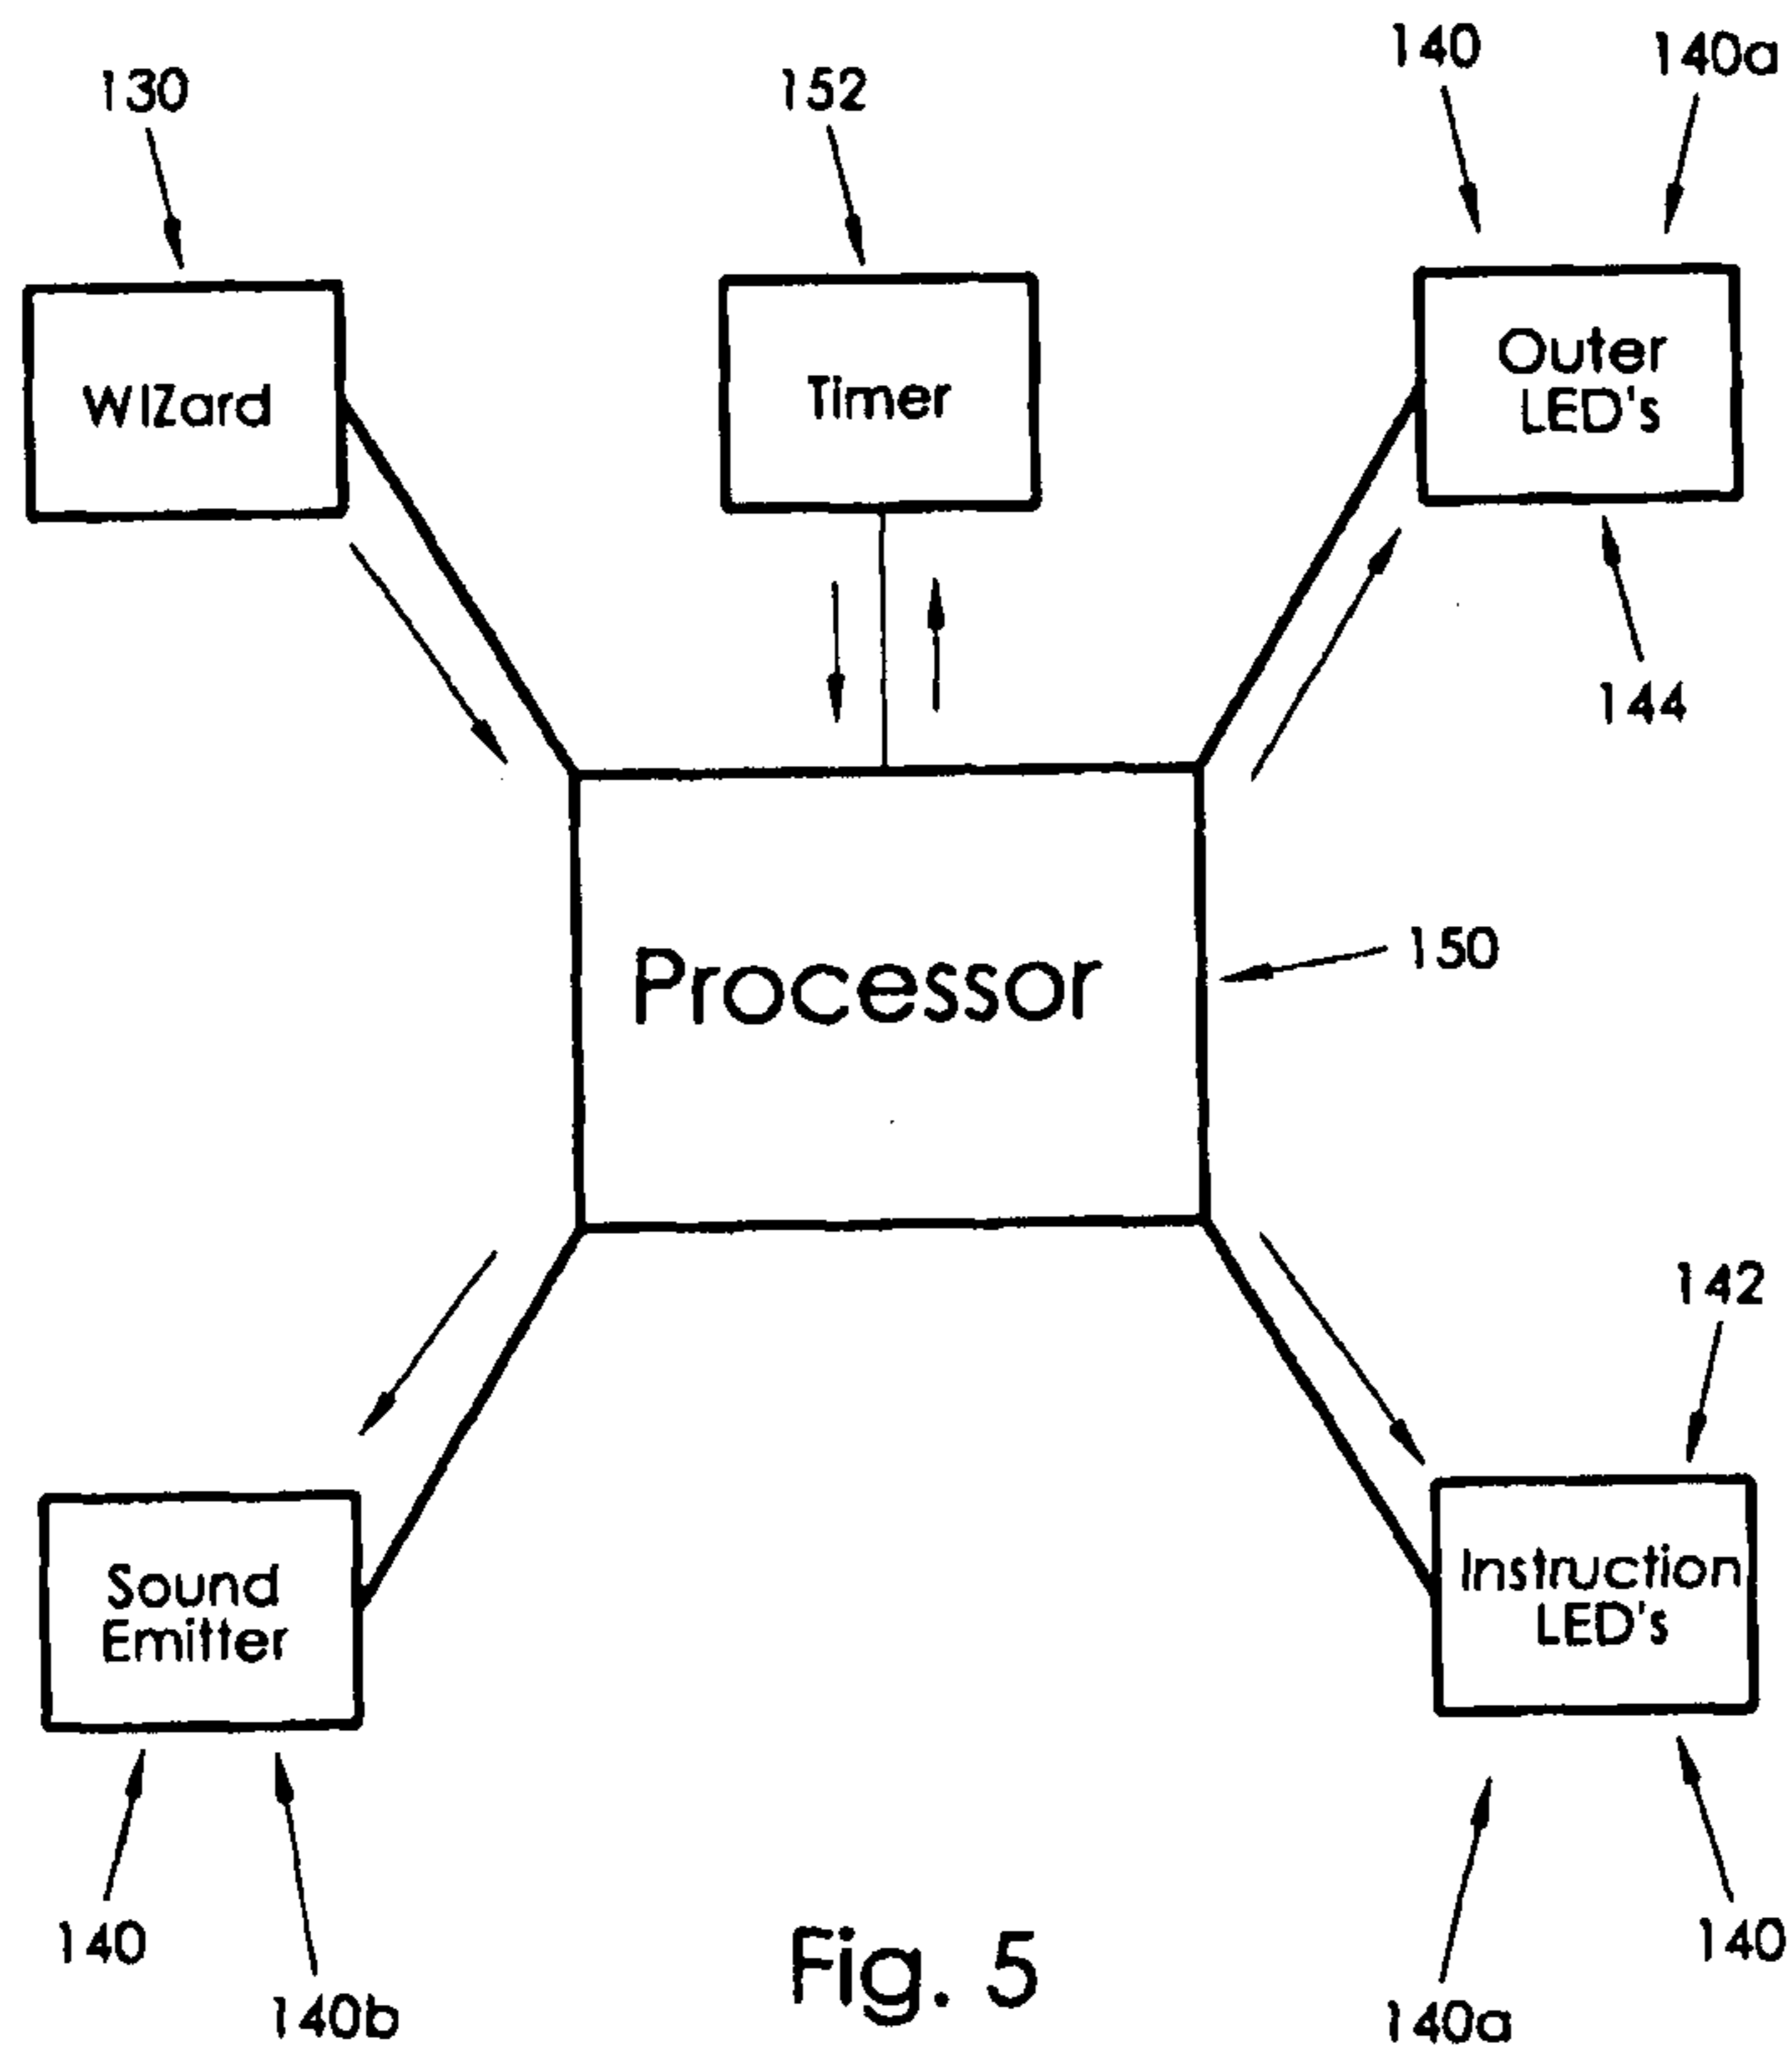 130
152
140
140a
WIZard
Timer
Outer
LED's
144
Processor
150
142
Sound
Emitter
Instruction
LED's
140
140b
140a
140
Fig. 5